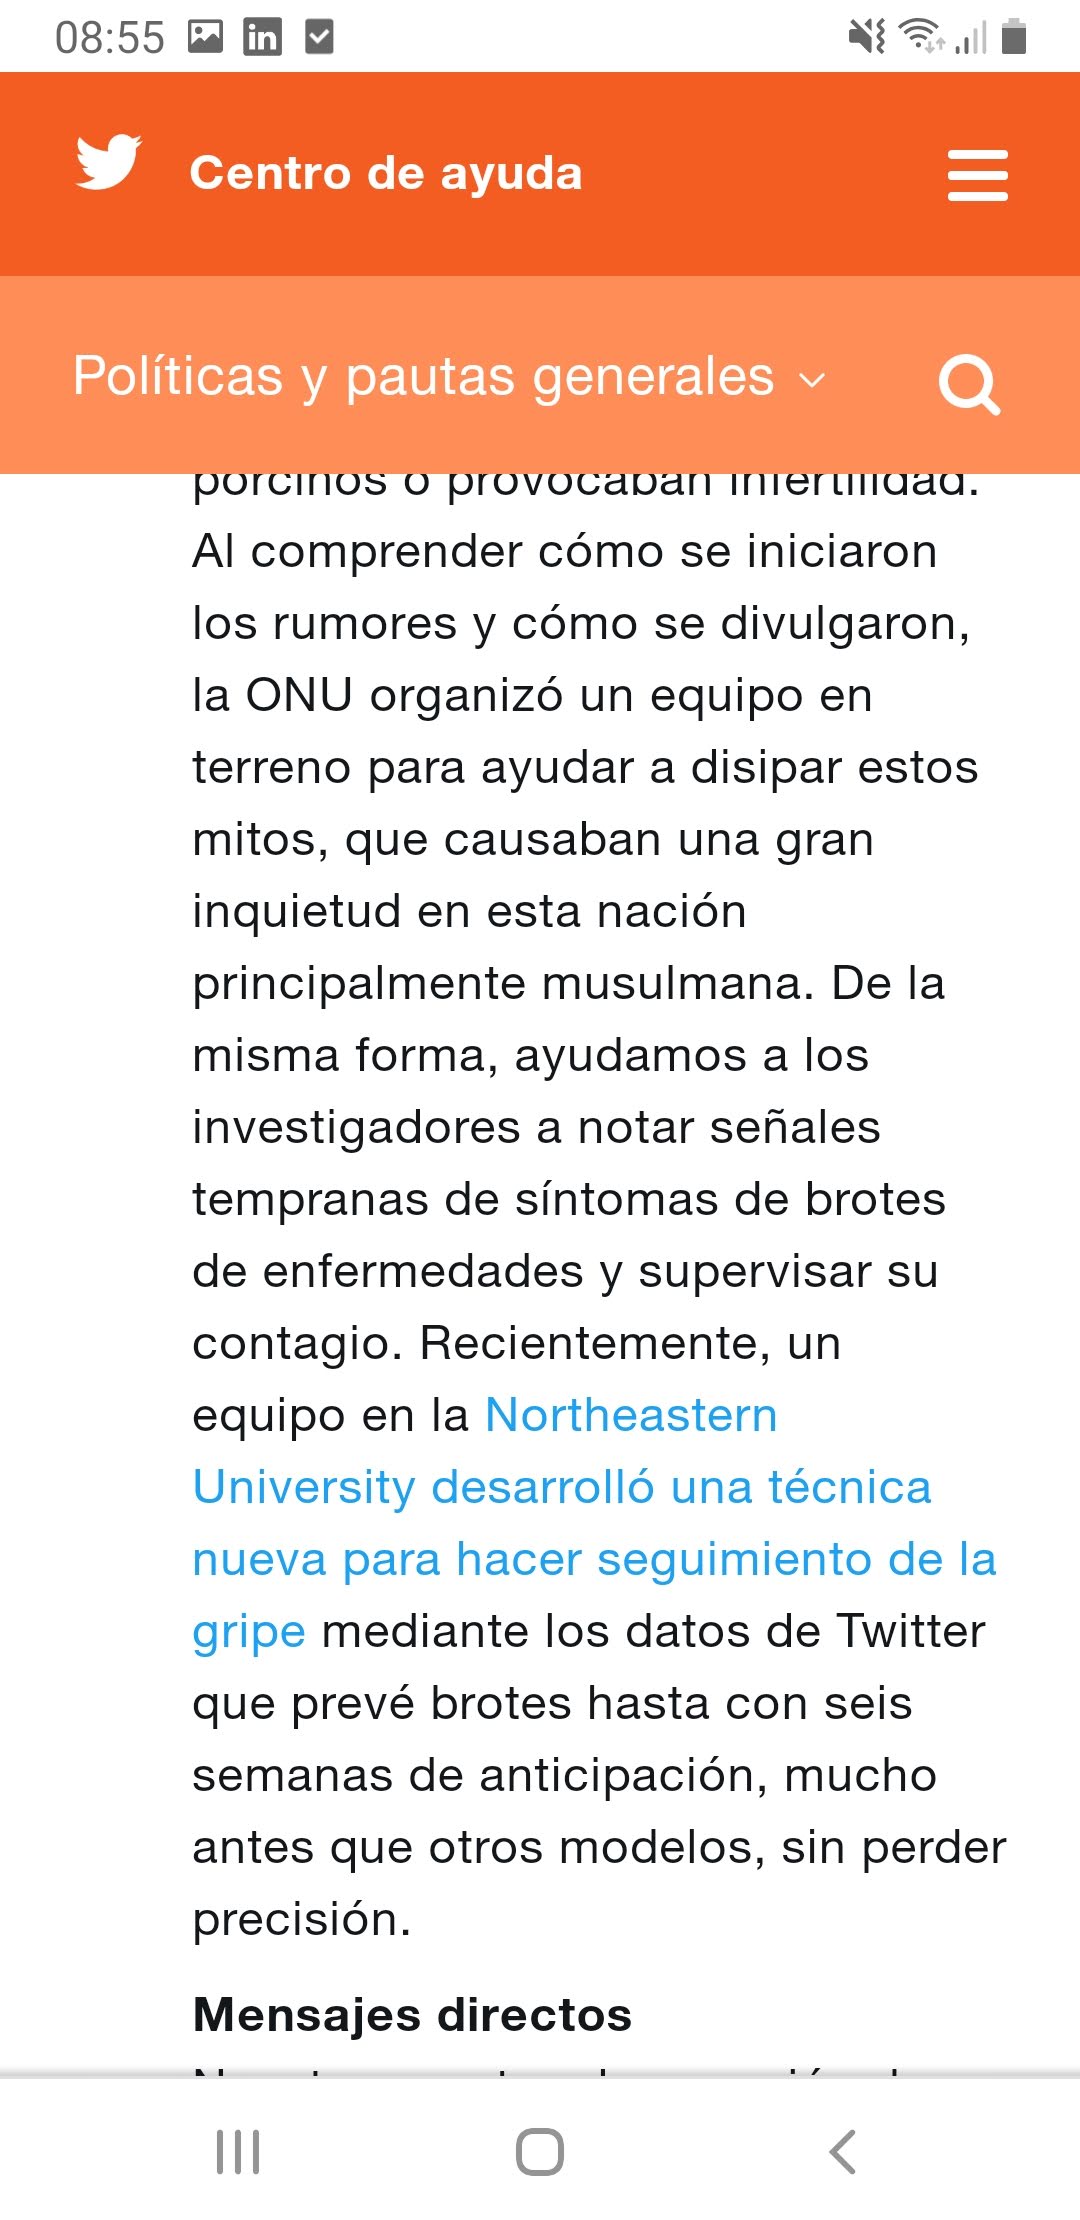 08:55
Centro de ayuda
Políticas y pautas generales
porcinos o provocaban infertilidad.
Al comprender cómo se iniciaron
los rumores y cómo se divulgaron,
la ONU organizó un equipo en
terreno para ayudar a disipar estos
mitos, que causaban una gran
inquietud en esta nación
principalmente musulmana. De la
misma forma, ayudamos a los
investigadores a notar señales
tempranas de síntomas de brotes
de enfermedades y supervisar su
contagio. Recientemente, un
equipo en la Northeastern
University desarrolló una técnica
nueva para hacer seguimiento de la
gripe mediante los datos de Twitter
que prevé brotes hasta con seis
semanas de anticipación, mucho
antes que otros modelos, sin perder
precisión.
Mensajes directos